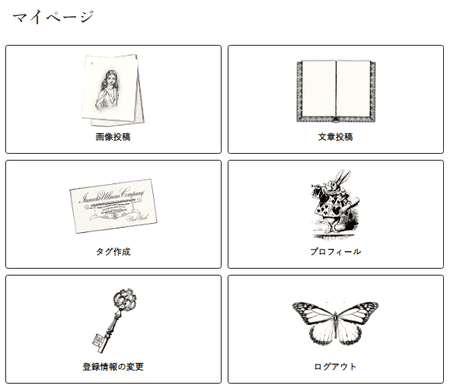 マイページ
画像投稿
文章投稿
タグ作成
プロフィール
登録情報の変更
ログアウト